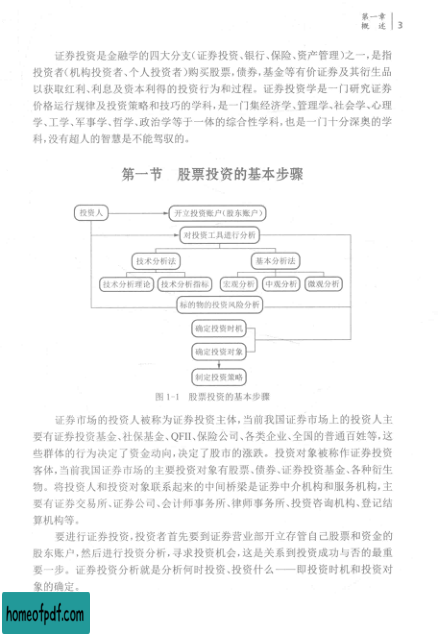 第一章
概 述 3
证券投资是金融学的四大分支(证券投资、银行、保险、资产管理)之一,是指
投资者(机构投资者、个人投资者)购买股票,债券,基金等有价证券及其衍生品
以获取红利、利息及资本利得的投资行为和过程。证券投资学是一门研究证券
价格运行规律及投资策略和技巧的学科,是一门集经济学、管理学、社会学、心理
学、工学、军事学、哲学、政治学等于一体的综合性学科,也是一门十分深奥的学
科,没有超人的智慧是不能驾驭的。
第一节 股票投资的基本步骤
投资人
开立投资账户(股东账户)
对投资工具进行分析
技术分析法
基本分析法
技术分析理论
技术分析指标
宏观分析
中观分析
微观分析
标的物的投资风险分析
确定投资时机
确定投资对象
制定投资策略
图 1-1 股票投资的基本步骤
证券市场的投资人被称为证券投资主体,当前我国证券市场上的投资人主
要有证券投资基金、社保基金、QFII、保险公司、各类企业、全国的普通百姓等,这
些群体的行为决定了资金动向,决定了股市的涨跌。投资对象被称作证券投资
客体,当前我国证券市场的主要投资对象有股票、债券、证券投资基金、各种衍生
物。将投资人和投资对象联系起来的中间桥梁是证券中介机构和服务机构,主
要有证券交易所、证券公司、会计师事务所、律师事务所、投资咨询机构、登记结
算机构等。
要进行证券投资,投资者首先要到证券营业部开立存管自己股票和资金的
股东账户,然后进行投资分析,寻求投资机会,这是关系到投资成功与否的最重
要一步。证券投资分析就是分析何时投资、投资什么——即投资时机和投资对
象的确定。
homeofpdf.com